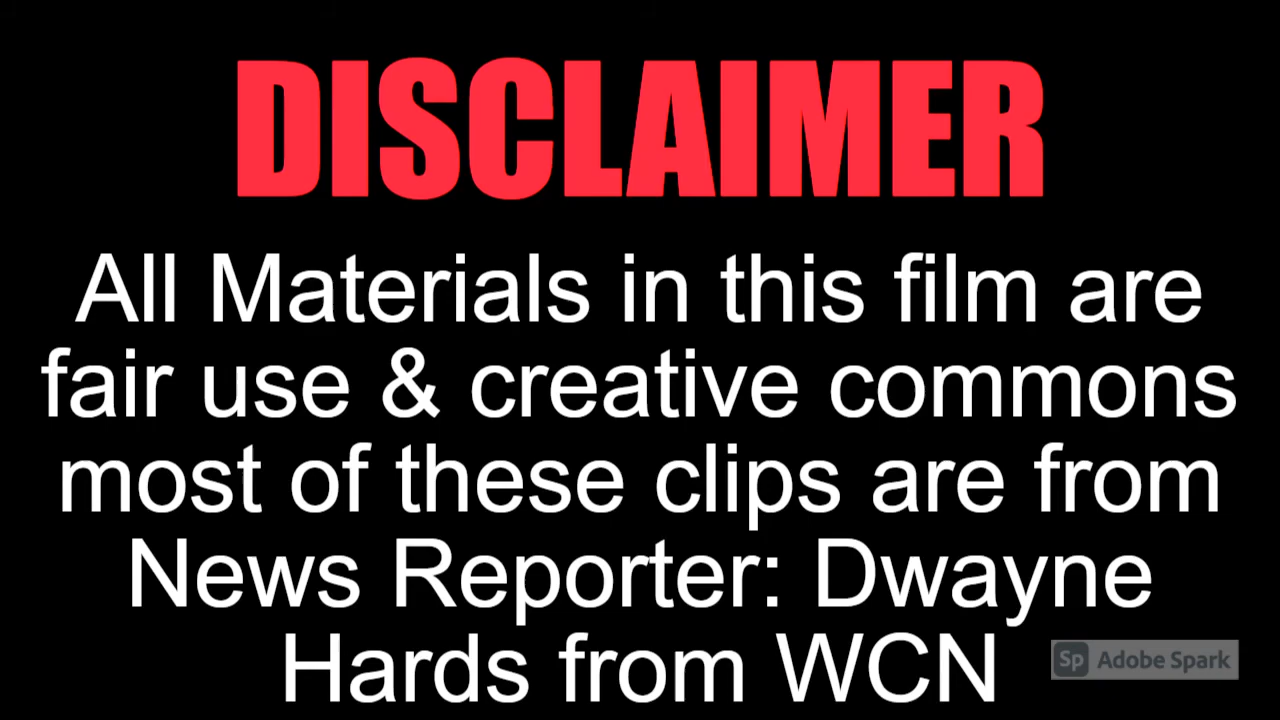 DISCLAIMER
All Materials in this film are
fair use & creative commons
most of these clips are from
News Reporter: Dwayne
Hards from WCN
Sp Adobe Spark